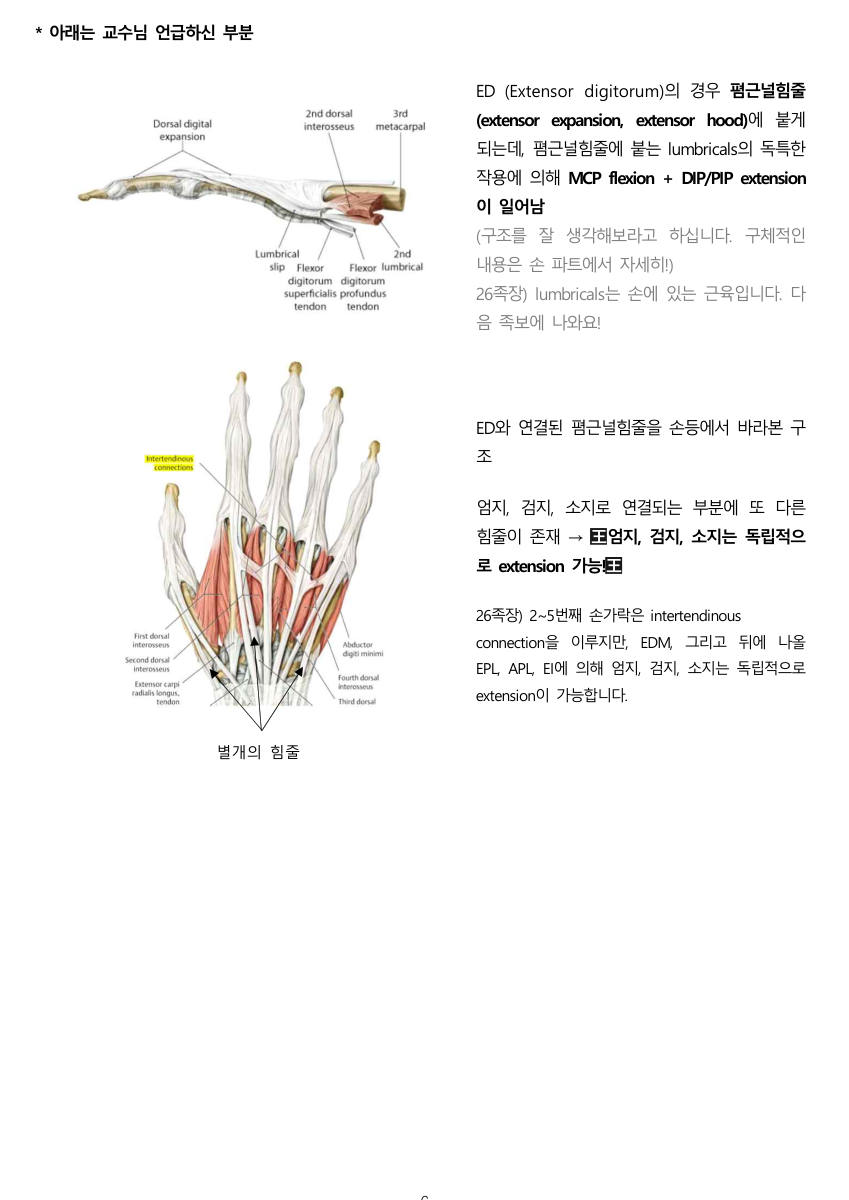 * 아래는 교수님 언급하신 부분
Dorsal digital
expansion
2nd dorsal
interosseus
3rd
metacarpal
Lumbrical
slip
Flexor
digitorum
superficialis
tendon
Flexor
digitorum
profundus
tendon
2nd
lumbrical
ED (Extensor digitorum)의 경우 폄근널힘줄
(extensor expansion, extensor hood)에 붙게
되는데, 폄근널힘줄에 붙는 lumbricals의 독특한
작용에 의해 MCP flexion + DIP/PIP extension
이 일어남
(구조를 잘 생각해보라고 하십니다. 구체적인
내용은 손 파트에서 자세히!)
26족장) lumbricals는 손에 있는 근육입니다. 다
음 족보에 나와요!
Intertendinous
connections
First dorsal
interosseus
Second dorsal
interosseus
Extensor carpi
radialis longus,
tendon
Abductor
digiti minimi
Fourth dorsal
interosseus
Third dorsal
별개의 힘줄
ED와 연결된 폄근널힘줄을 손등에서 바라본 구
조
엄지, 검지, 소지로 연결되는 부분에 또 다른
힘줄이 존재 → 王엄지, 검지, 소지는 독립적으
로 extension 가능!王
26족장) 2~5번째 손가락은 intertendinous
connection을 이루지만, EDM, 그리고 뒤에 나올
EPL, APL, EI에 의해 엄지, 검지, 소지는 독립적으로
extension이 가능합니다.